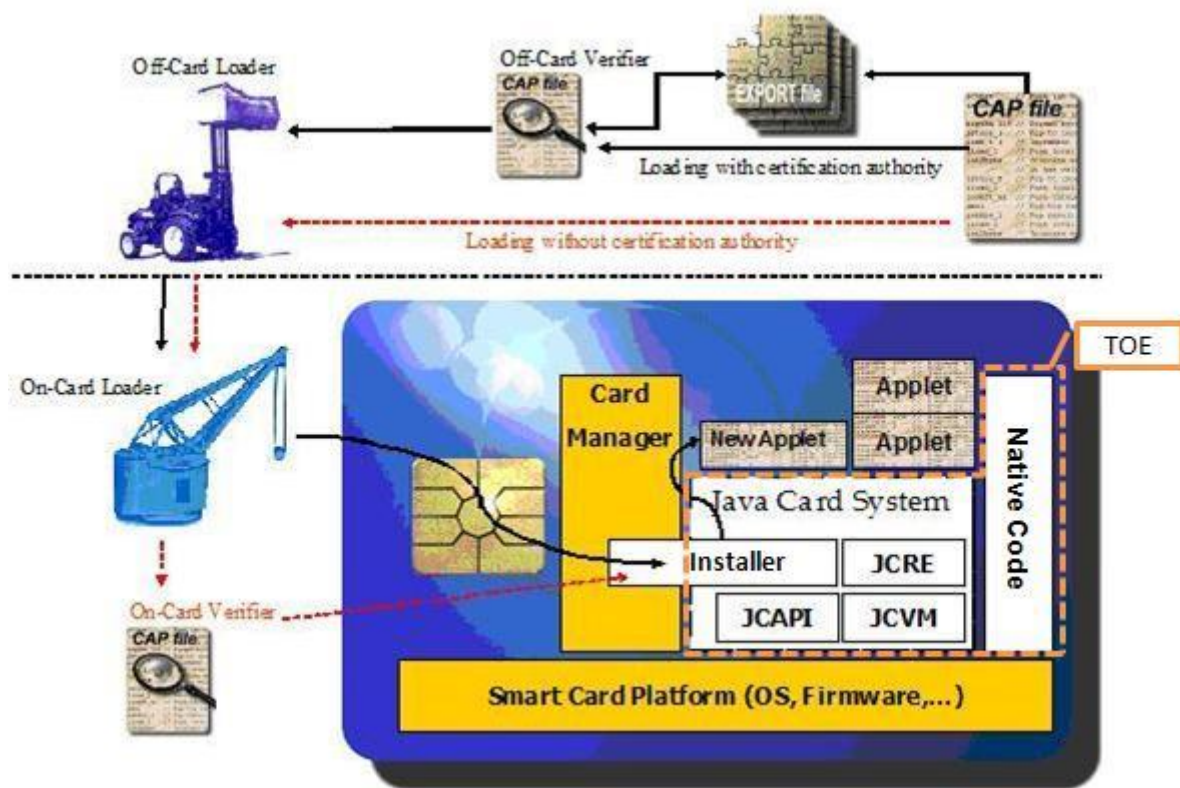 Off-Card Loader
Off-Card Verifier
CAP file
EXPORT file
CAP file
Loading with certification authority
Loading without certification authority
On-Card Loader
TOE
Card
Manager
Applet
New Applet
Applet
Native Code
Java Card System
Installer
JCRE
JCAPI
JCVM
On-Card Verifier
CAP file
Smart Card Platform (OS, Firmware,...)